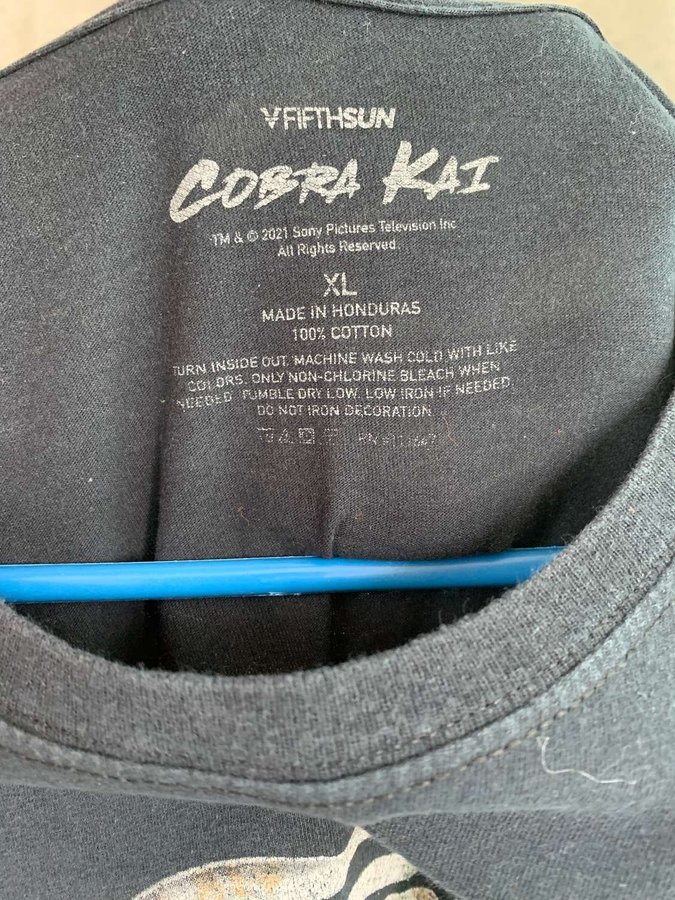 FIFTHSUN
COBRA KAI
TM & © 2021 Sony Pictures Television Inc
All Rights Reserved.
XL
MADE IN HONDURAS
100% COTTON
TURN INSIDE OUT. MACHINE WASH COLD WITH LIKE
COLORS. ONLY NON-CHLORINE BLEACH WHEN
NEEDED. TUMBLE DRY LOW. LOW IRON IF NEEDED.
DO NOT IRON DECORATION.
RN